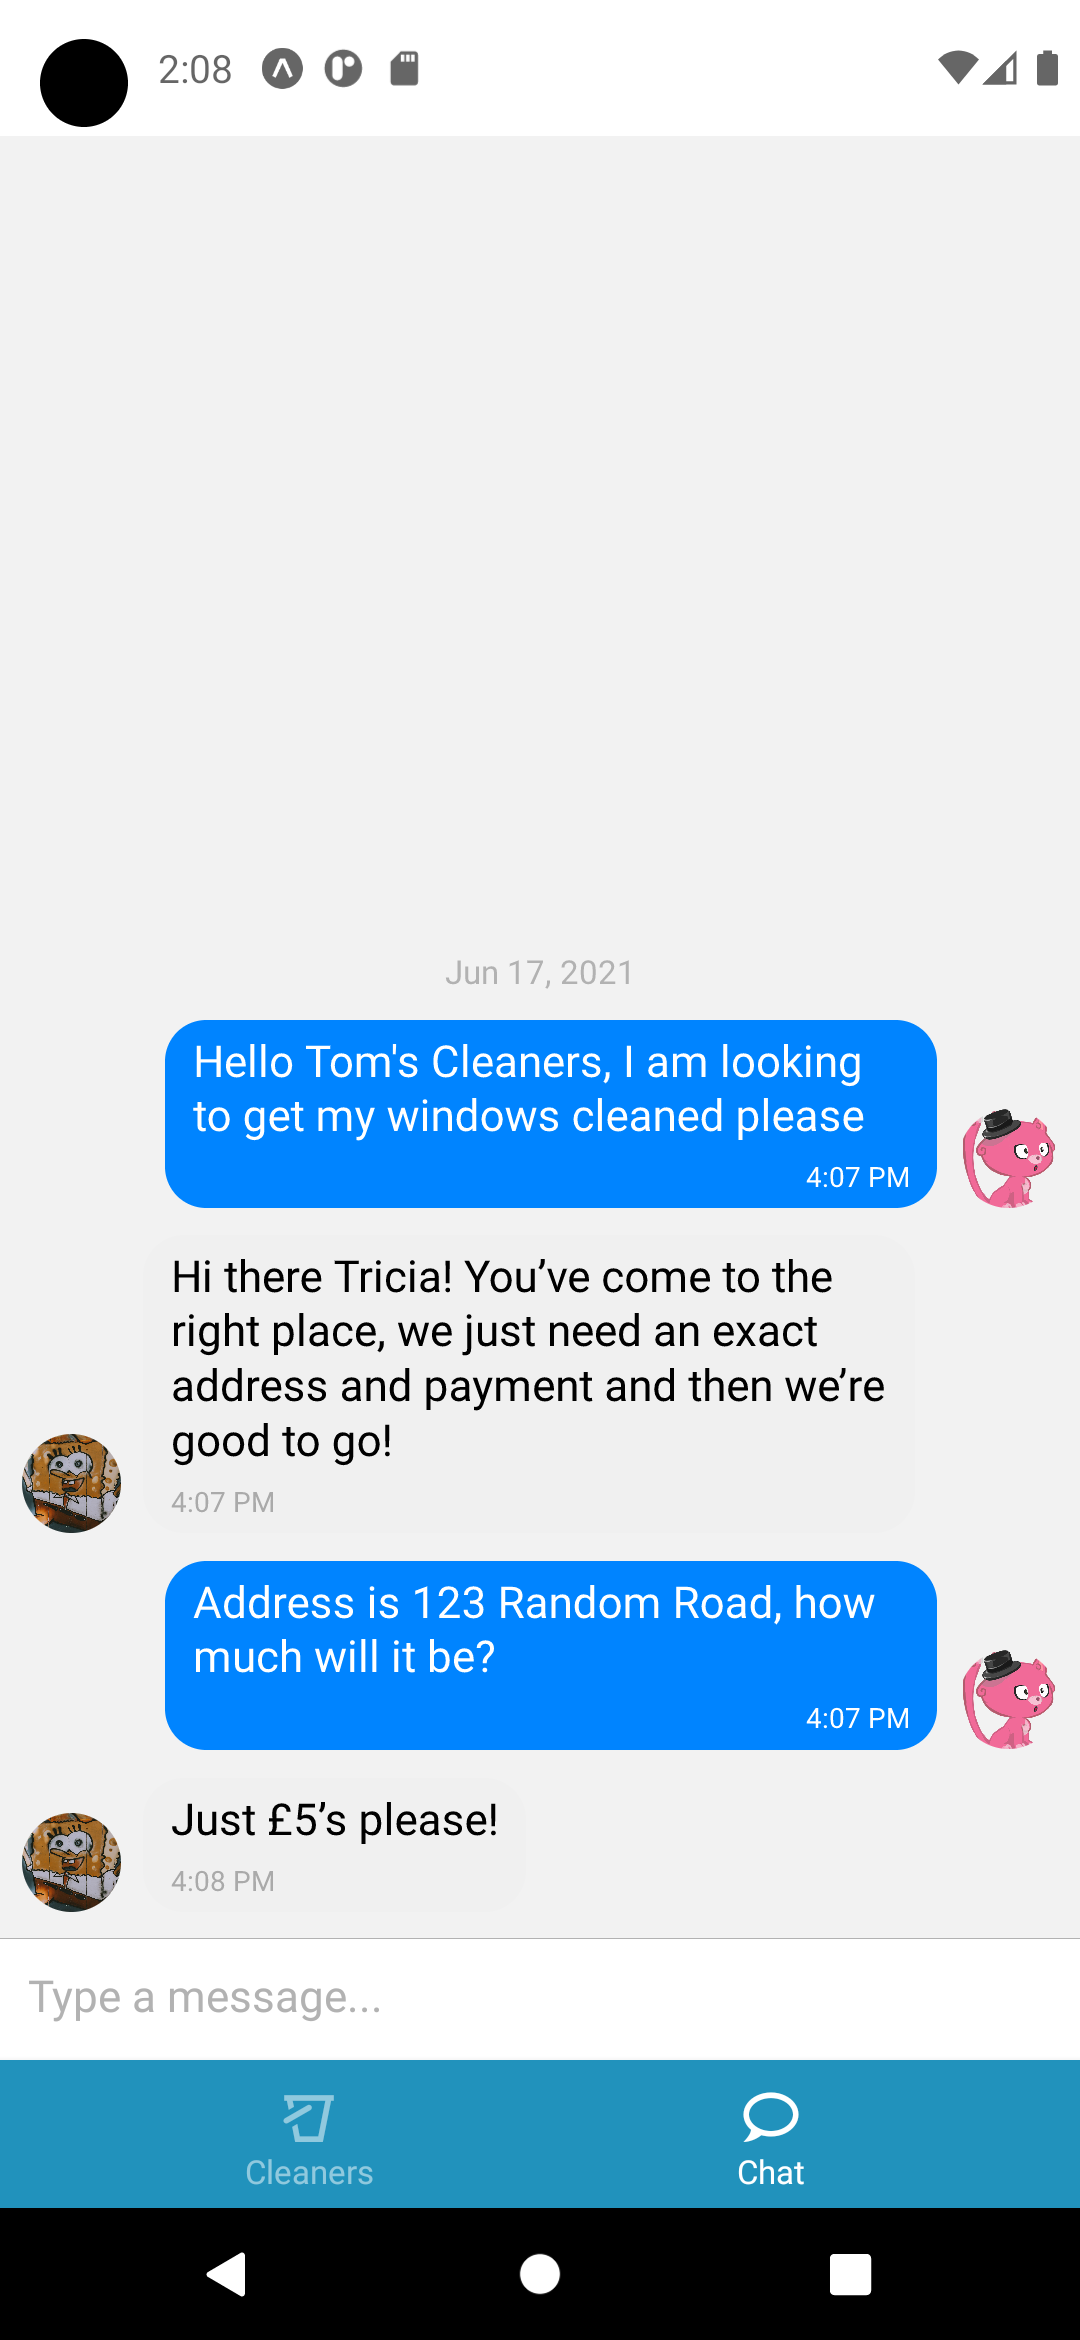 2:08
Jun 17, 2021
Hello Tom's Cleaners, I am looking
to get my windows cleaned please
4:07 PM
Hi there Tricia! You’ve come to the
right place, we just need an exact
address and payment and then we’re
good to go!
4:07 PM
Address is 123 Random Road, how
much will it be?
4:07 PM
Just £5’s please!
4:08 PM
Type a message...
Cleaners
Chat